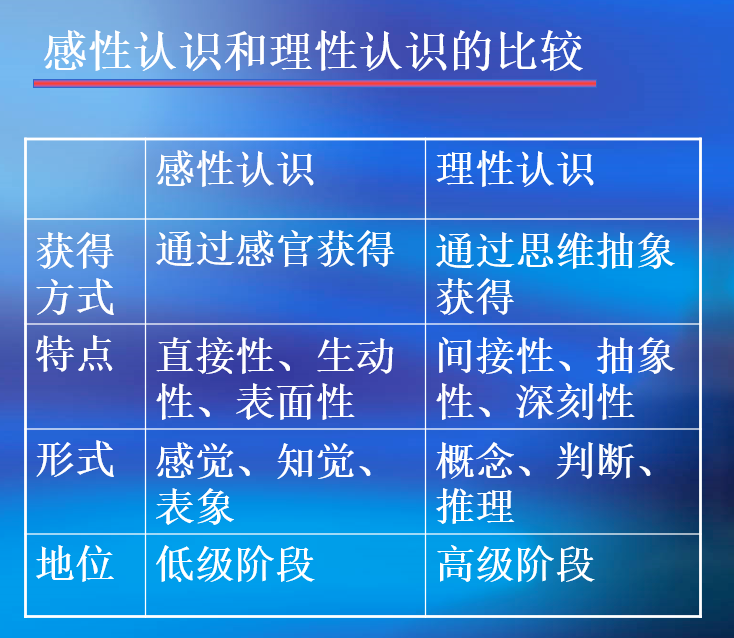 感性认识和理性认识的比较
感性认识 理性认识
获得 通过感官获得 通过思维抽象
方式 获得
特点 直接性、生动 间接性、抽象
性、表面性 性、深刻性
形式 感觉、知觉、 概念、判断、
表象 推理
地位 低级阶段 高级阶段